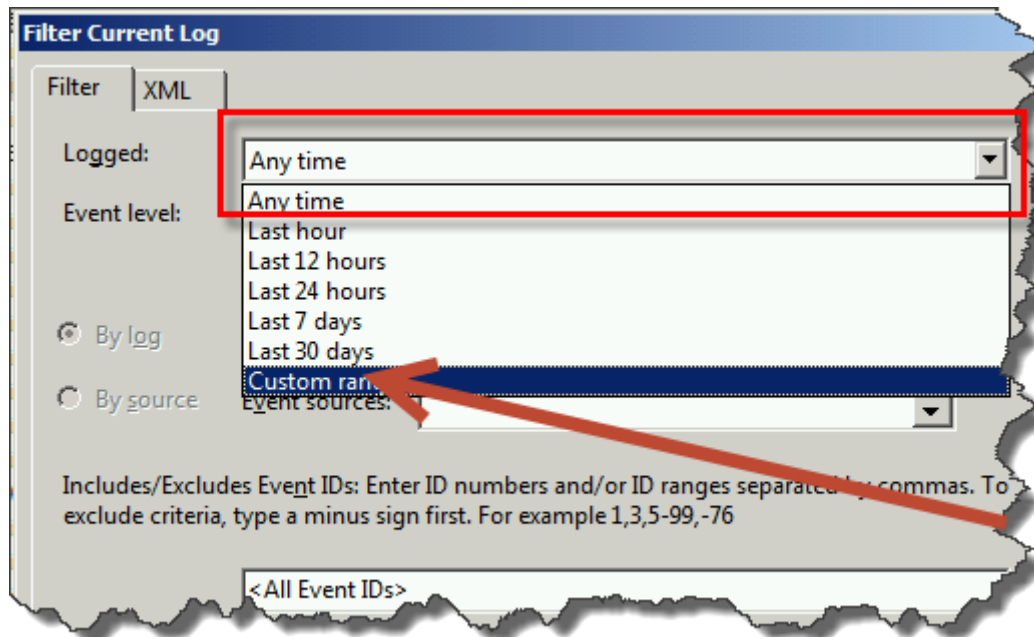 Filter Current Log
Filter XML
Logged: Any time
Event level: Any time
Last hour
Last 12 hours
Last 24 hours
Last 7 days
By log
Last 30 days
Custom
By source Event sources:
Includes/Excludes Event IDs: Enter ID numbers and/or ID ranges separated by commas. To
exclude criteria, type a minus sign first. For example 1,3,5-99,-76
<All Event IDs>